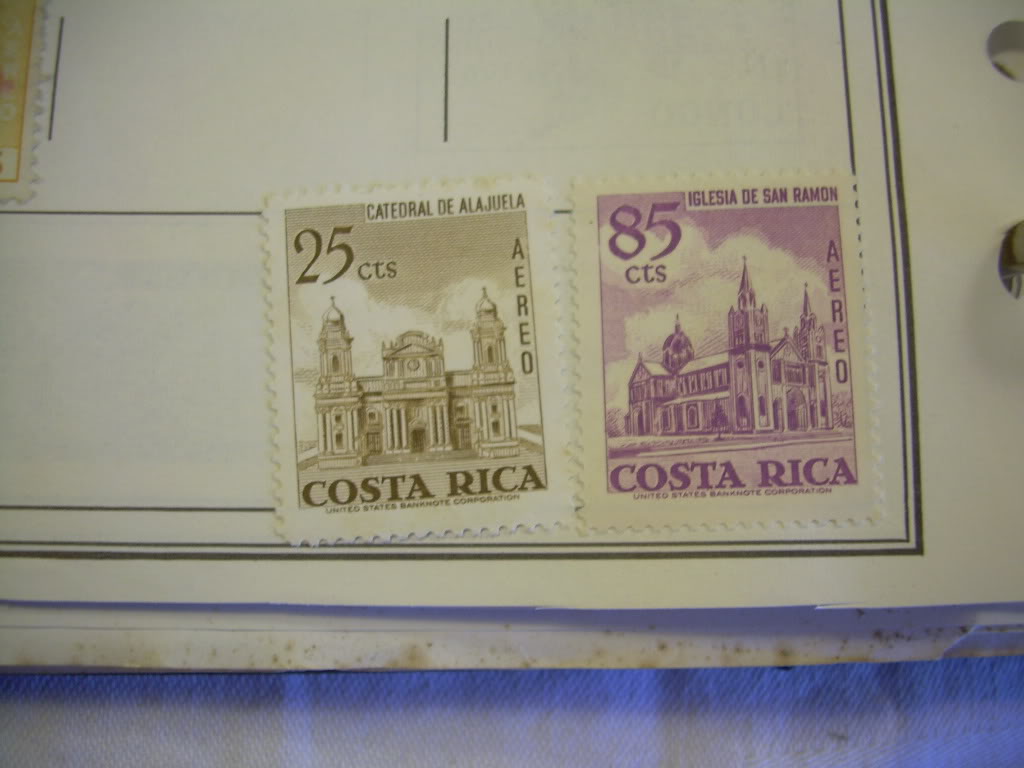 CATEDRAL DE ALAJUELA
25 CTS
AEREO
COSTA RICA
UNITED STATES BANKNOTE CORPORATION
IGLESIA DE SAN RAMON
85
CTS
AEREO
COSTA RICA
UNITED STATES BANKNOTE CORPORATION